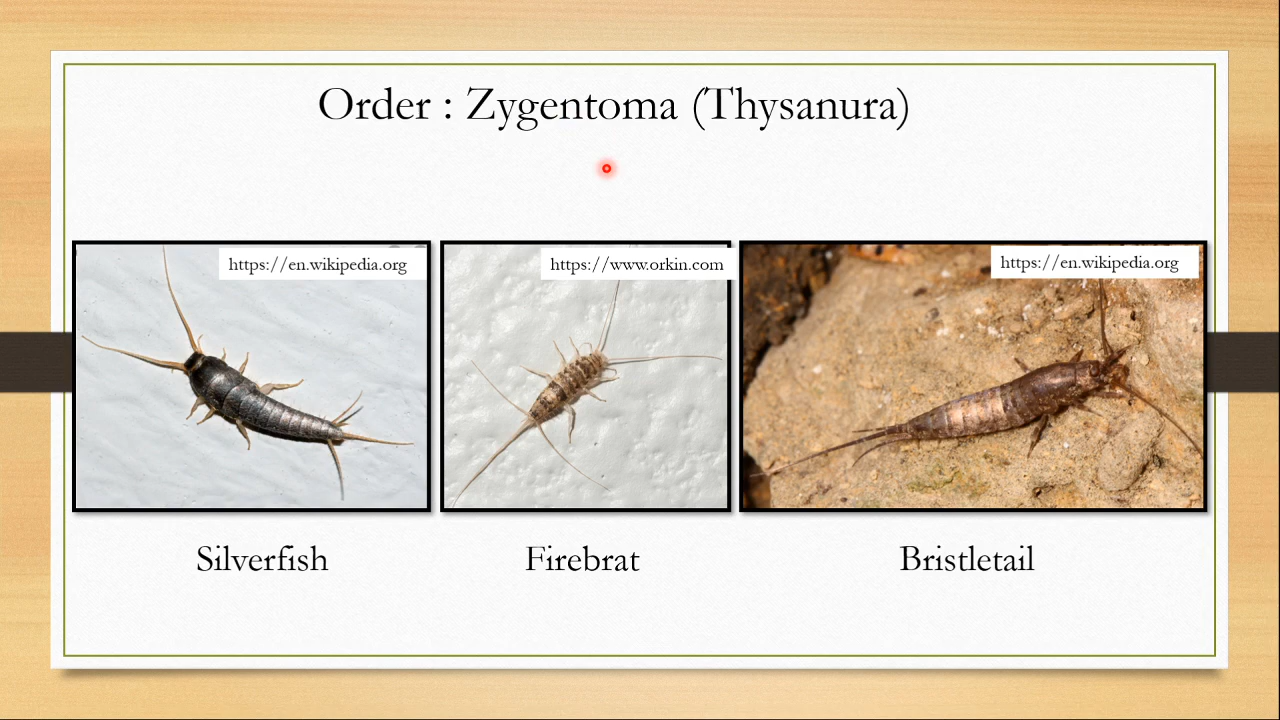 Order : Zygentoma (Thysanura)
https://en.wikipedia.org
https://www.orkin.com
https://en.wikipedia.org
Silverfish
Firebrat
Bristletail